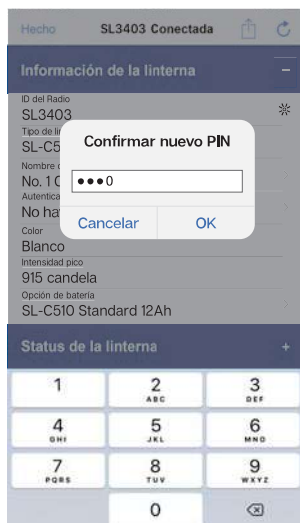 Hecho SL3403 Conectada
Información de la linterna −
ID del Radio
SL3403
Tipo de
SL-C5
Nombre
No. 1
Confirmar nuevo PIN
•••0
Cancelar OK
No
Color
Blanco
Intensidad pico
915 candela
Opción de batería
SL-C510 Standard 12Ah
Status de la linterna +
1 2 3
ABC DEF
4 5 6
GHI JKL MNO
7 8 9
PQRS TUV WXYZ
0